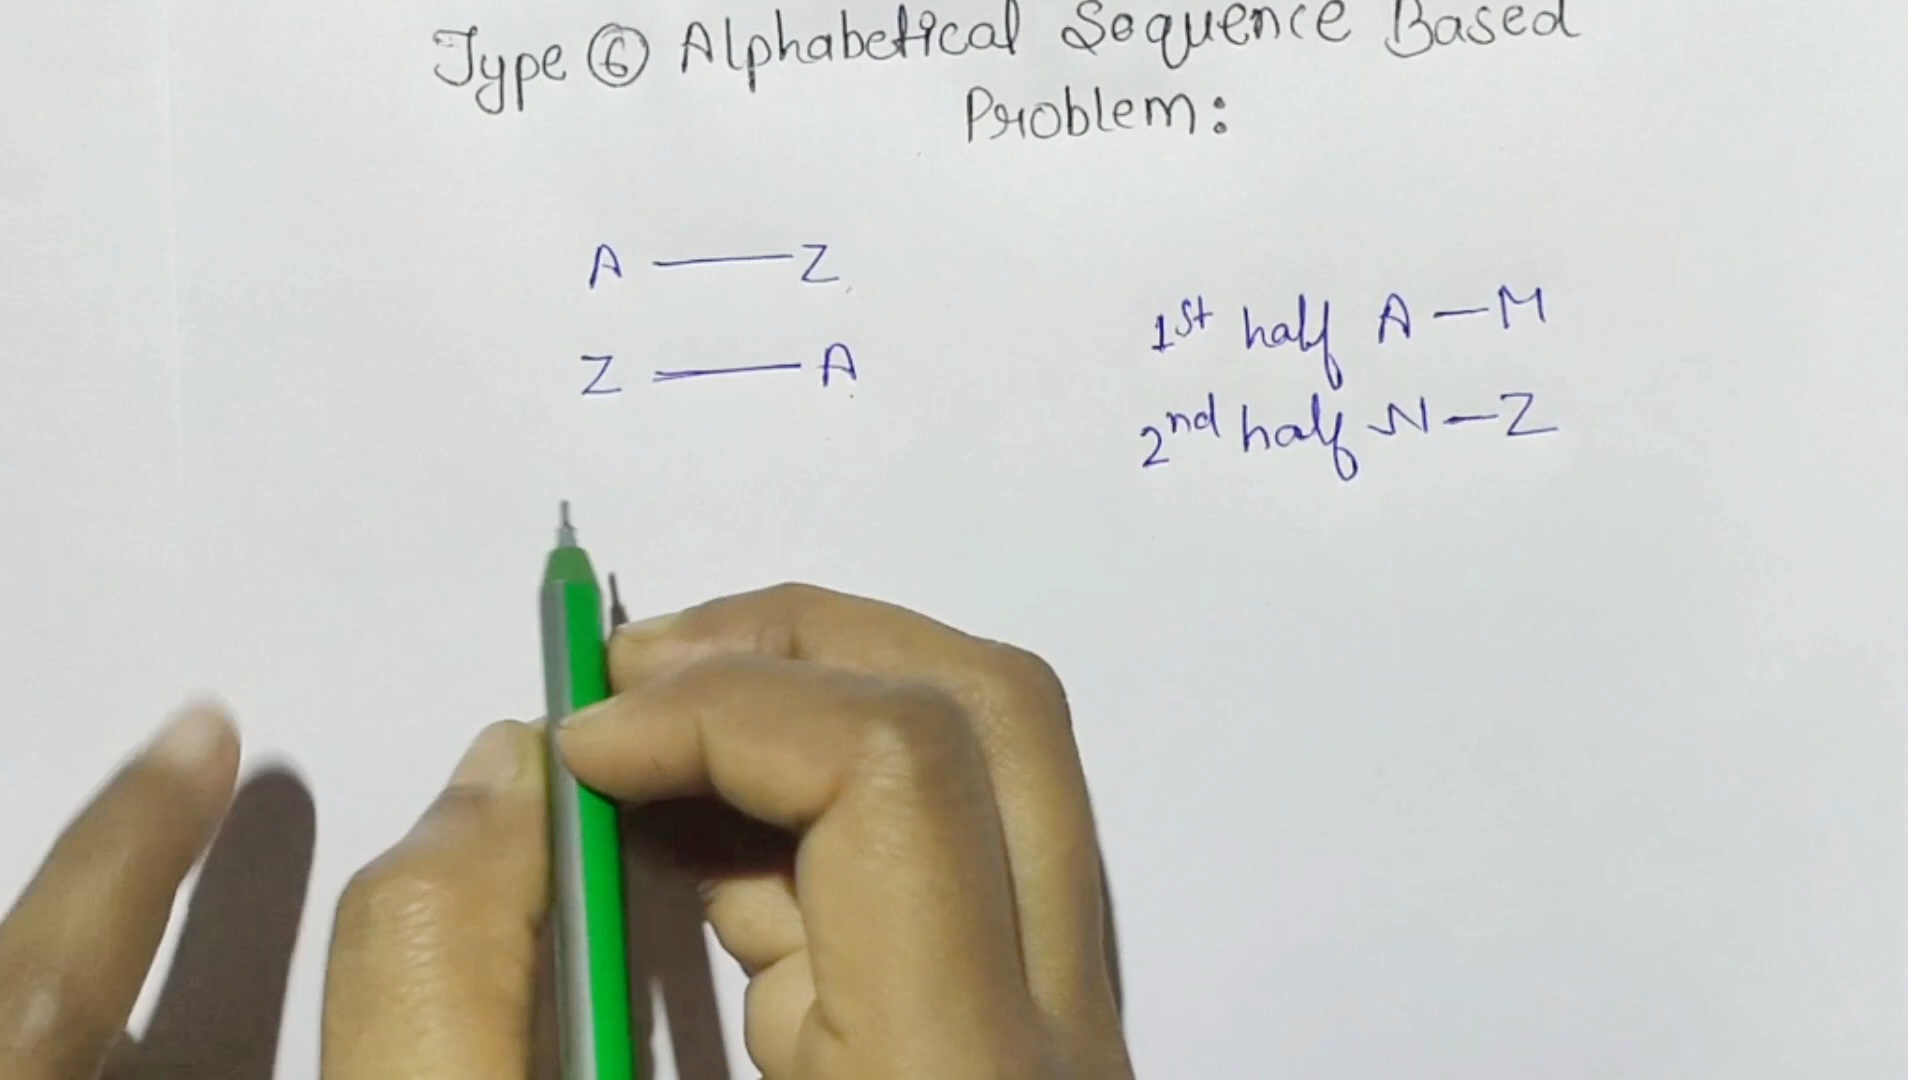 Type ⑥ Alphabetical Sequence Based
Problem:
A — Z
Z — A
1st half A — M
2nd half N — Z